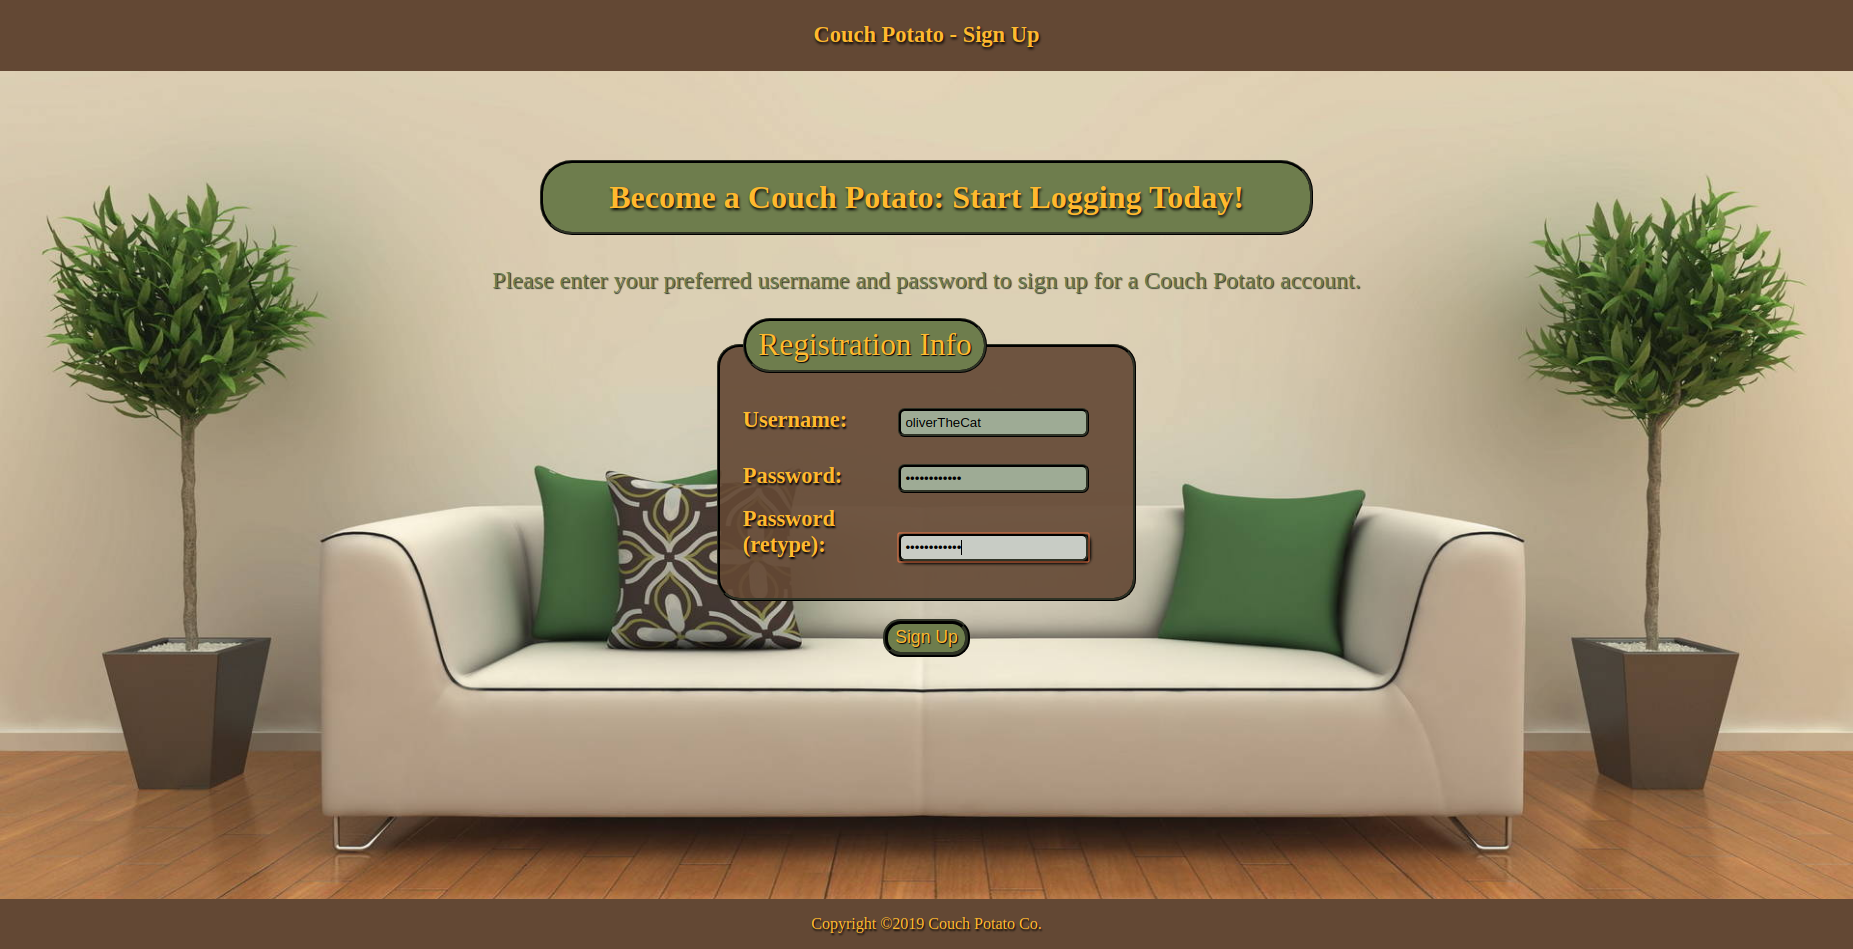 Couch Potato - Sign Up
Become a Couch Potato: Start Logging Today!
Please enter your preferred username and password to sign up for a Couch Potato account.
Registration Info
Username:
oliverTheCat
Password:
••••••••••••
Password
(retype):
••••••••••••
Sign Up
Copyright ©2019 Couch Potato Co.